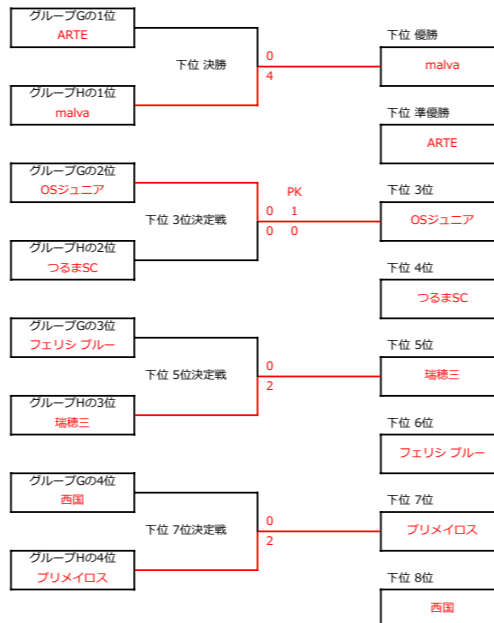 グループGの1位
ARTE
下位 決勝
0
4
下位 優勝
malva
グループHの1位
malva
下位 準優勝
ARTE
グループGの2位
OSジュニア
下位 3位決定戦
PK
0 1
0 0
下位 3位
OSジュニア
グループHの2位
つるまSC
下位 4位
つるまSC
グループGの3位
フェリシ ブルー
下位 5位決定戦
0
2
下位 5位
瑞穂三
グループHの3位
瑞穂三
下位 6位
フェリシ ブルー
グループGの4位
西国
下位 7位決定戦
0
2
下位 7位
プリメイロス
グループHの4位
プリメイロス
下位 8位
西国